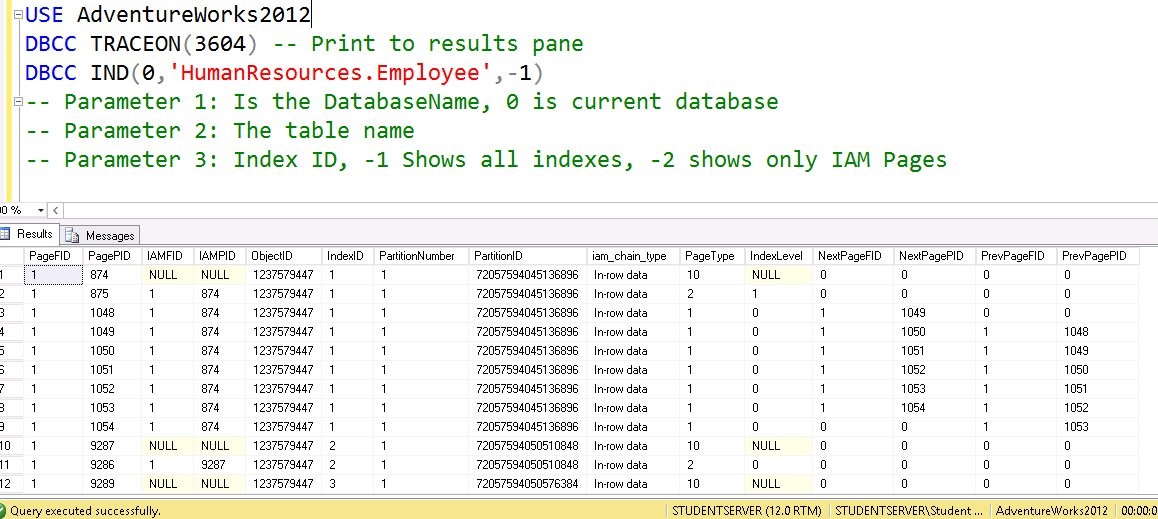 USE AdventureWorks2012
DBCC TRACEON(3604) -- Print to results pane
DBCC IND(0,'HumanResources.Employee',-1)
-- Parameter 1: Is the DatabaseName, 0 is current database
-- Parameter 2: The table name
-- Parameter 3: Index ID, -1 Shows all indexes, -2 shows only IAM Pages
00 %
Results Messages
PageFID PagePID IAMFID IAMPID ObjectID IndexID PartitionNumber PartitionID iam_chain_type PageType IndexLevel NextPageFID NextPagePID PrevPageFID PrevPagePID
1 1 874 NULL NULL 1237579447 1 1 72057594045136896 In-row data 10 NULL 0 0 0 0
2 1 875 1 874 1237579447 1 1 72057594045136896 In-row data 2 1 0 0 0 0
3 1 1048 1 874 1237579447 1 1 72057594045136896 In-row data 1 0 1 1049 0 0
4 1 1049 1 874 1237579447 1 1 72057594045136896 In-row data 1 0 1 1050 1 1048
5 1 1050 1 874 1237579447 1 1 72057594045136896 In-row data 1 0 1 1051 1 1049
6 1 1051 1 874 1237579447 1 1 72057594045136896 In-row data 1 0 1 1052 1 1050
7 1 1052 1 874 1237579447 1 1 72057594045136896 In-row data 1 0 1 1053 1 1051
8 1 1053 1 874 1237579447 1 1 72057594045136896 In-row data 1 0 1 1054 1 1052
9 1 1054 1 874 1237579447 1 1 72057594045136896 In-row data 1 0 0 0 1 1053
10 1 9287 NULL NULL 1237579447 2 1 72057594050510848 In-row data 10 NULL 0 0 0 0
11 1 9286 1 9287 1237579447 2 1 72057594050510848 In-row data 2 0 0 0 0 0
12 1 9289 NULL NULL 1237579447 3 1 72057594050576384 In-row data 10 NULL 0 0 0 0
Query executed successfully. STUDENTSERVER (12.0 RTM) STUDENTSERVER\Student ... AdventureWorks2012 00:00:0